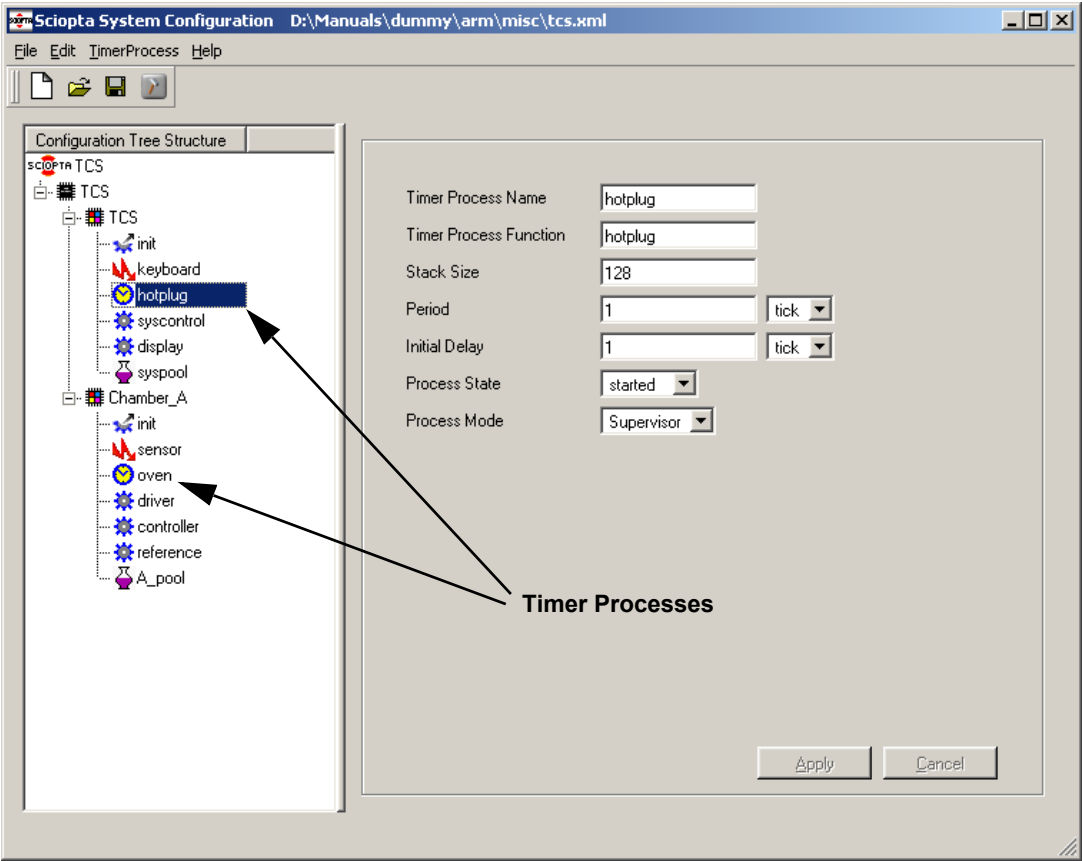 Sciopta System Configuration D:\Manuals\dummy\arm\misc\tcs.xml
File Edit TimerProcess Help
Configuration Tree Structure
SCIOPTA TCS
TCS
TCS
init
keyboard
hotplug
syscontrol
display
syspool
Chamber_A
init
sensor
oven
driver
controller
reference
A_pool
Timer Process Name hotplug
Timer Process Function hotplug
Stack Size 128
Period 1 tick
Initial Delay 1 tick
Process State started
Process Mode Supervisor
Timer Processes
Apply Cancel